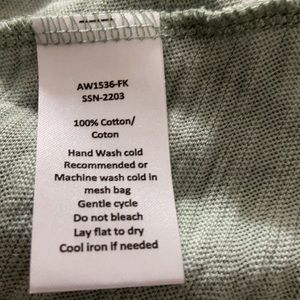 AW1536-FK
SSN-2203
100% Cotton/
Coton
Hand Wash cold
Recommended or
Machine wash cold in
mesh bag
Gentle cycle
Do not bleach
Lay flat to dry
Cool iron if needed